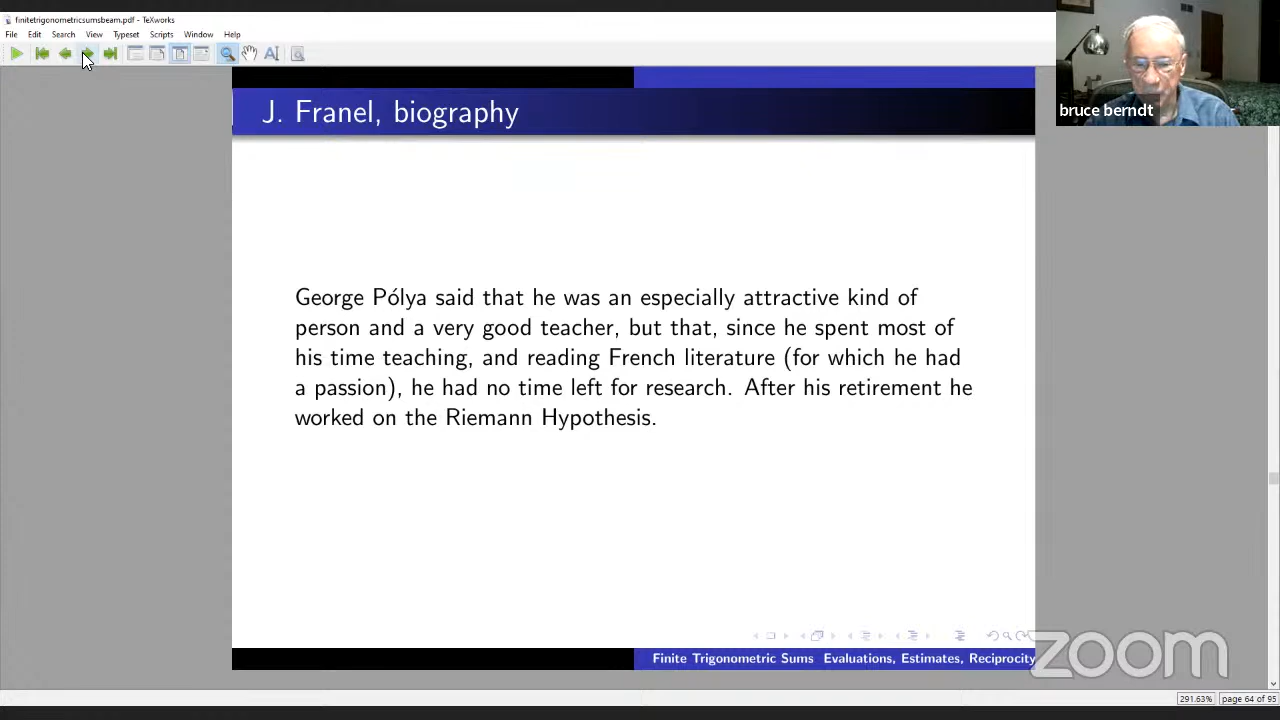 finitetrigonometricsumsbeam.pdf - TeXworks
File Edit Search View Typeset Scripts Window Help
J. Franel, biography
bruce berndt
George Pólya said that he was an especially attractive kind of
person and a very good teacher, but that, since he spent most of
his time teaching, and reading French literature (for which he had
a passion), he had no time left for research. After his retirement he
worked on the Riemann Hypothesis.
Finite Trigonometric Sums Evaluations, Estimates, Reciprocity
zoom
291.63% page 64 of 95